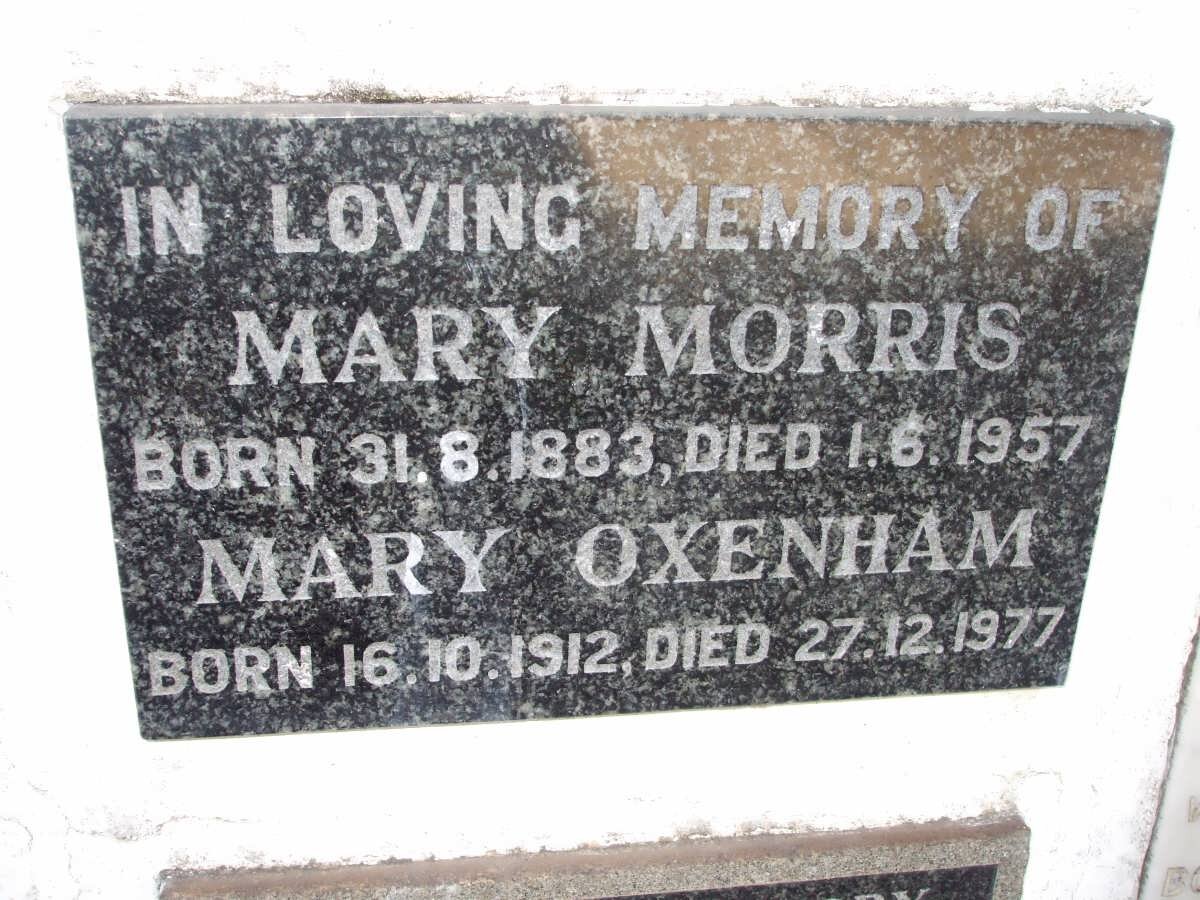 IN LOVING MEMORY OF
MARY MORRIS
BORN 31.8.1883, DIED 1.6.1957
MARY OXENHAM
BORN 16.10.1912, DIED 27.12.1977